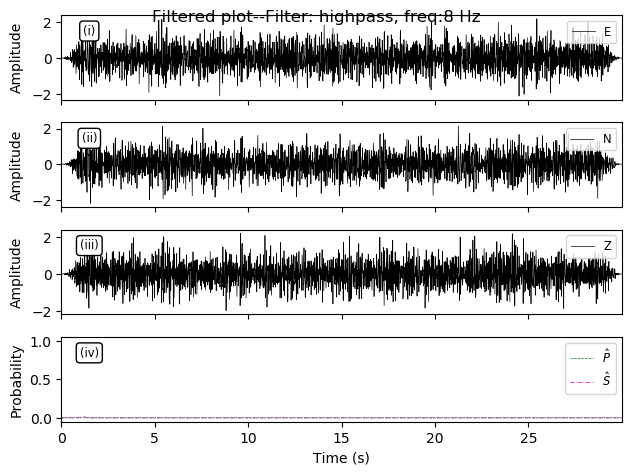 Filtered plot--Filter: highpass, freq:8 Hz
Amplitude
2
0
−2
(i)
E
Amplitude
2
0
−2
(ii)
N
Amplitude
2
0
−2
(iii)
Z
Probability
1.0
0.5
0.0
(iv)
P̂
Ŝ
0 5 10 15 20 25
Time (s)